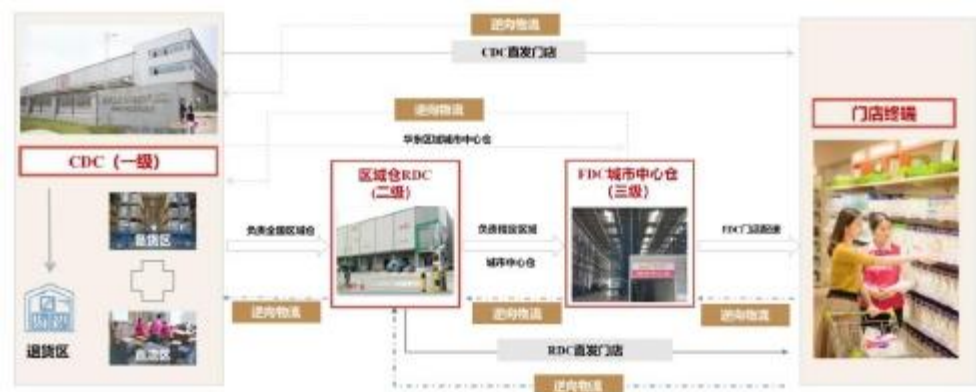 逆向物流
CDC直发门店
逆向物流
华东区域城市中心仓
门店终端
CDC（一级）
区域仓RDC
（二级）
FDC城市中心仓
（三级）
负责全国区域仓
负责指定区域
城市中心仓
FDC门店配送
退货区
逆向物流
逆向物流
逆向物流
RDC直发门店
逆向物流